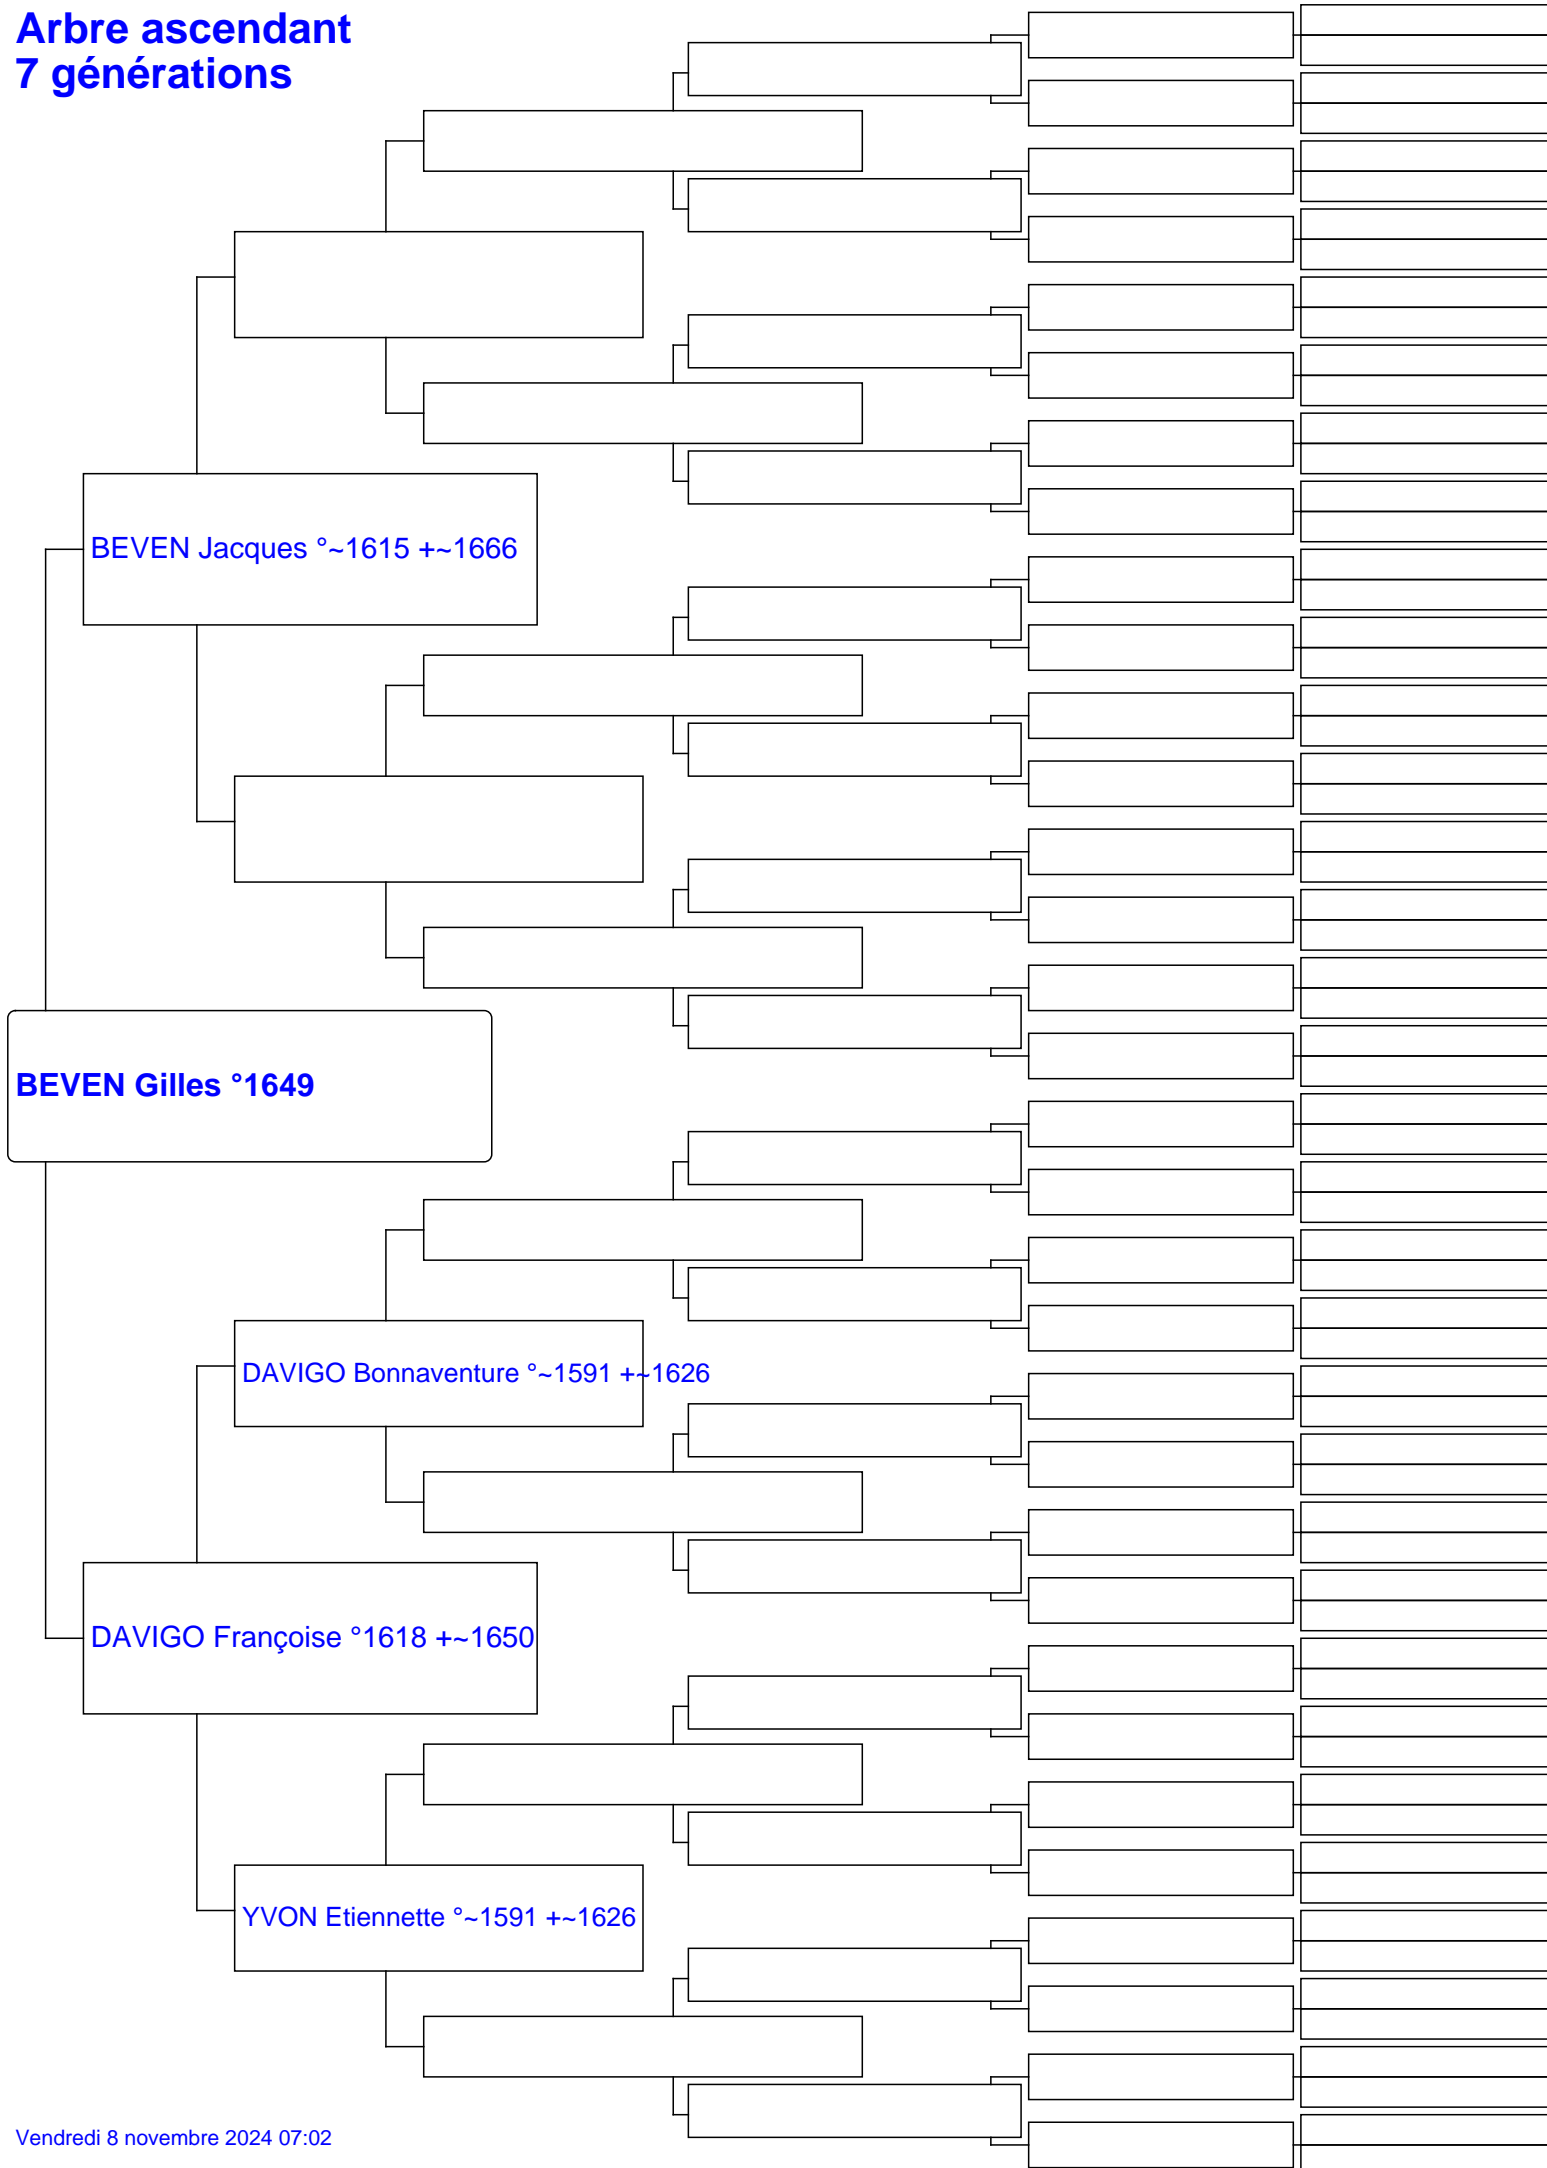 Arbre ascendant
7 générations
BEVEN Jacques °~1615 +~1666
BEVEN Gilles °1649
DAVIGO Bonnaventure °~1591 +~1626
DAVIGO Françoise °1618 +~1650
YVON Etiennette °~1591 +~1626
Vendredi 8 novembre 2024 07:02